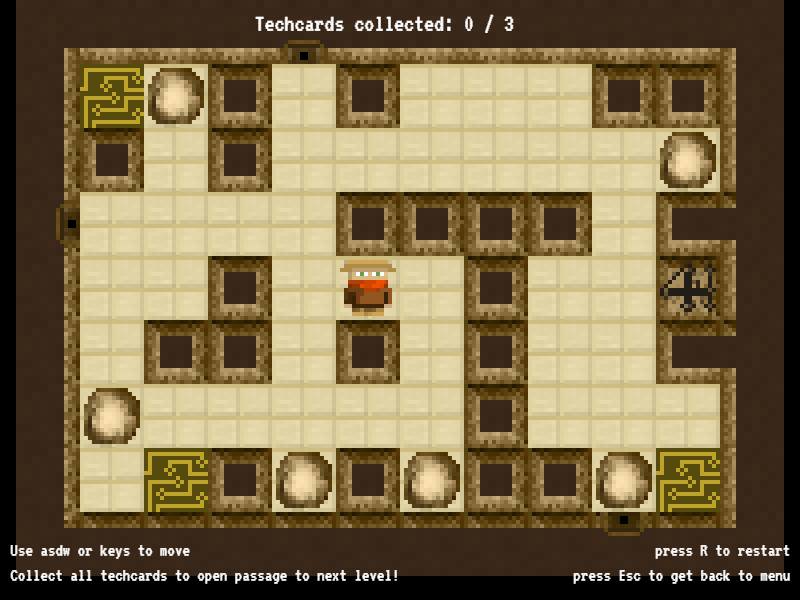 Techcards collected: 0 / 3
Use asdw or keys to move
press R to restart
Collect all techcards to open passage to next level!
press Esc to get back to menu